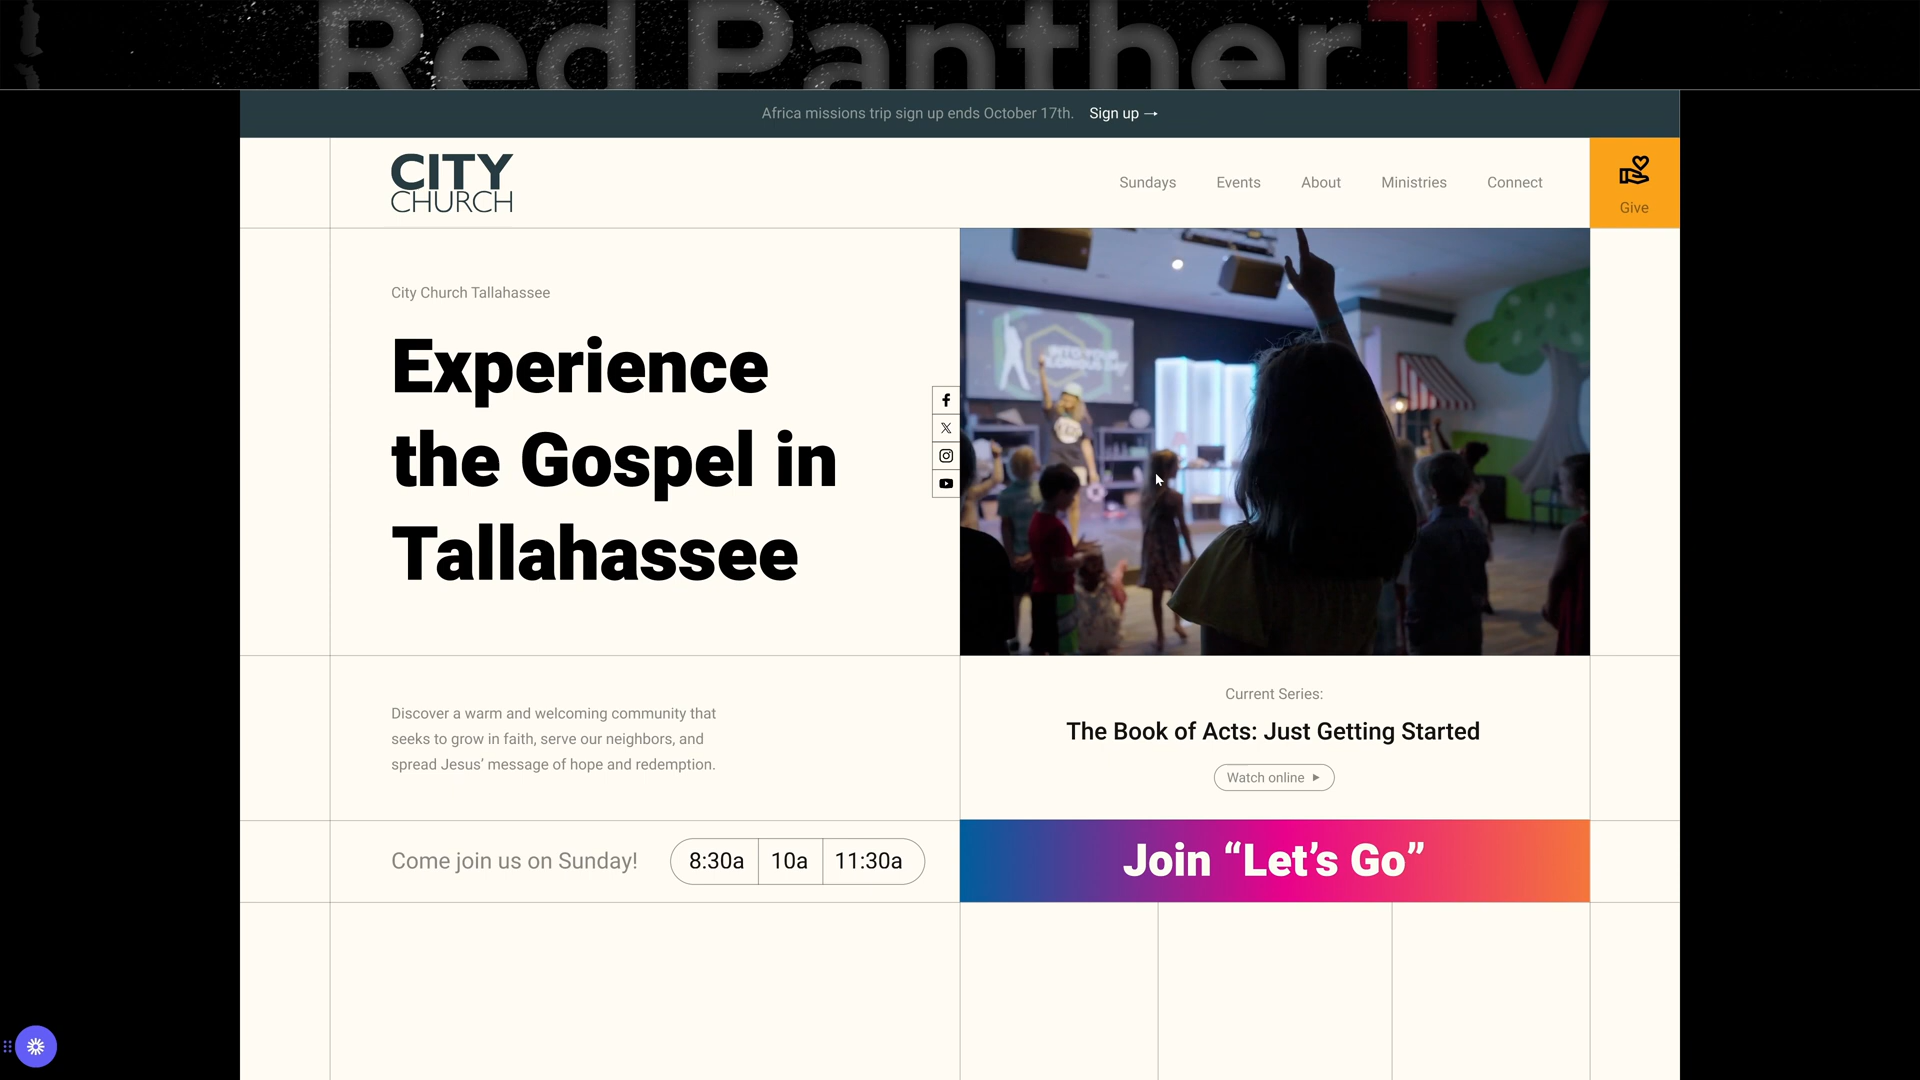 Red Panther TV
Africa missions trip sign up ends October 17th. Sign up →
CITY
CHURCH
Sundays Events About Ministries Connect
Give
City Church Tallahassee
Experience
the Gospel in
Tallahassee
Discover a warm and welcoming community that
seeks to grow in faith, serve our neighbors, and
spread Jesus’ message of hope and redemption.
Current Series:
The Book of Acts: Just Getting Started
Watch online
Come join us on Sunday! 8:30a 10a 11:30a
Join “Let’s Go”